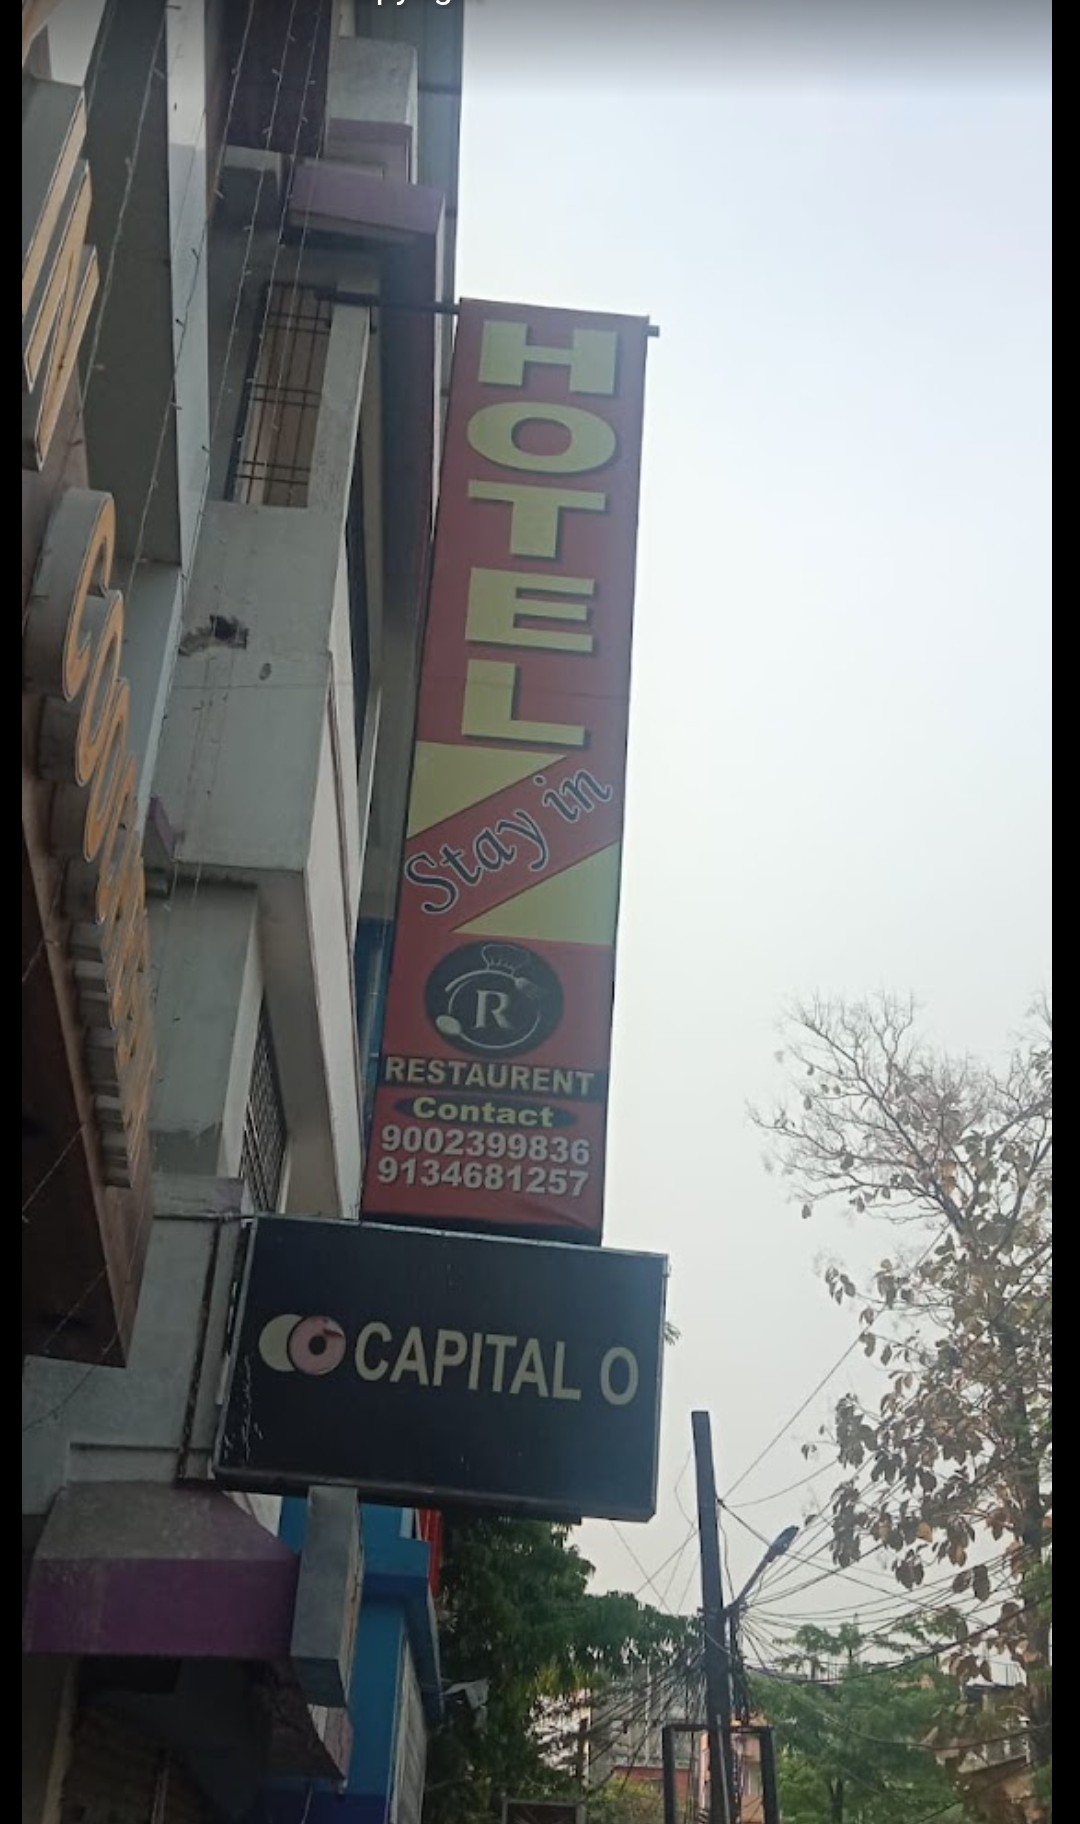 HOTEL
Stay in
R
RESTAURENT
Contact
9002399836
9134681257
CAPITAL O